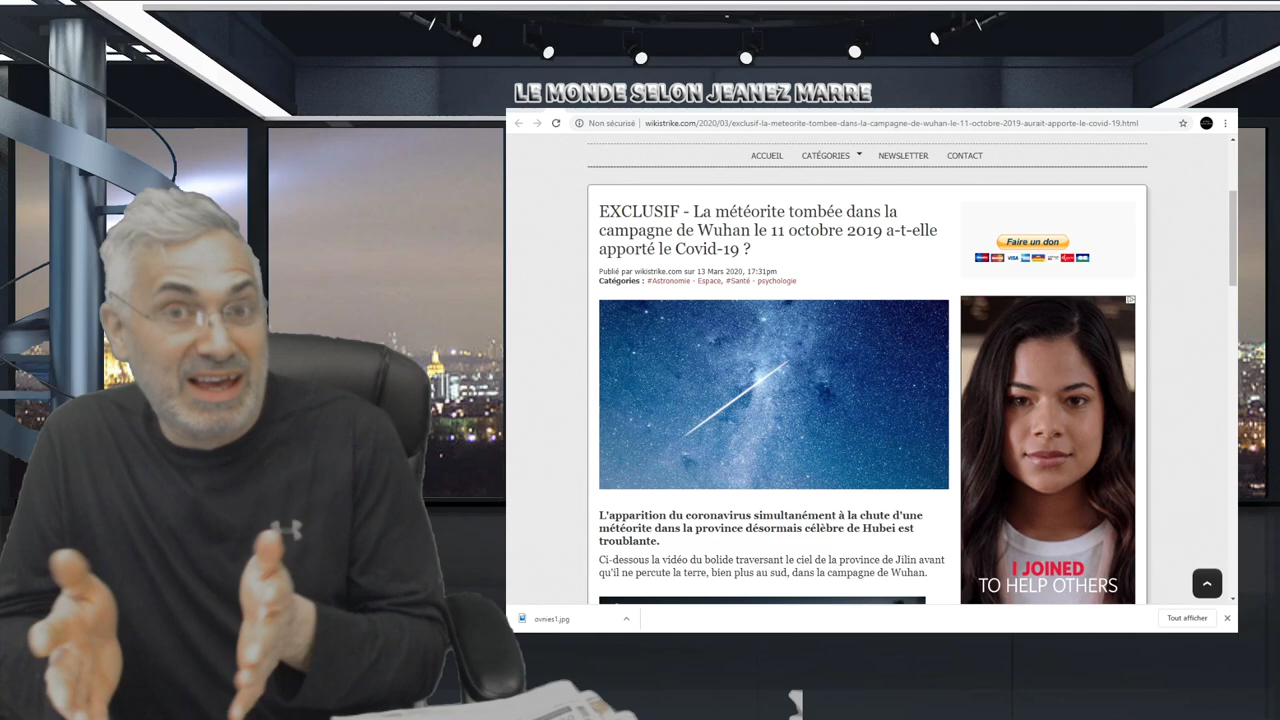 LE MONDE SELON JEANEZ MARRE
Non sécurisé
wikistrike.com/2020/03/exclusif-la-meteorite-tombee-dans-la-campagne-de-wuhan-le-11-octobre-2019-aurait-apporte-le-covid-19.html
ACCUEIL CATÉGORIES NEWSLETTER CONTACT
EXCLUSIF - La météorite tombée dans la
campagne de Wuhan le 11 octobre 2019 a-t-elle
apporté le Covid-19 ?
Publié par wikistrike.com sur 13 Mars 2020, 17:31pm
Catégories : #Astronomie - Espace, #Santé - psychologie
Faire un don
VISA
L'apparition du coronavirus simultanément à la chute d'une
météorite dans la province désormais célèbre de Hubei est
troublante.
Ci-dessous la vidéo du bolide traversant le ciel de la province de Jilin avant
qu'il ne percute la terre, bien plus au sud, dans la campagne de Wuhan.
I JOINED
TO HELP OTHERS
ovnies1.jpg
Tout afficher